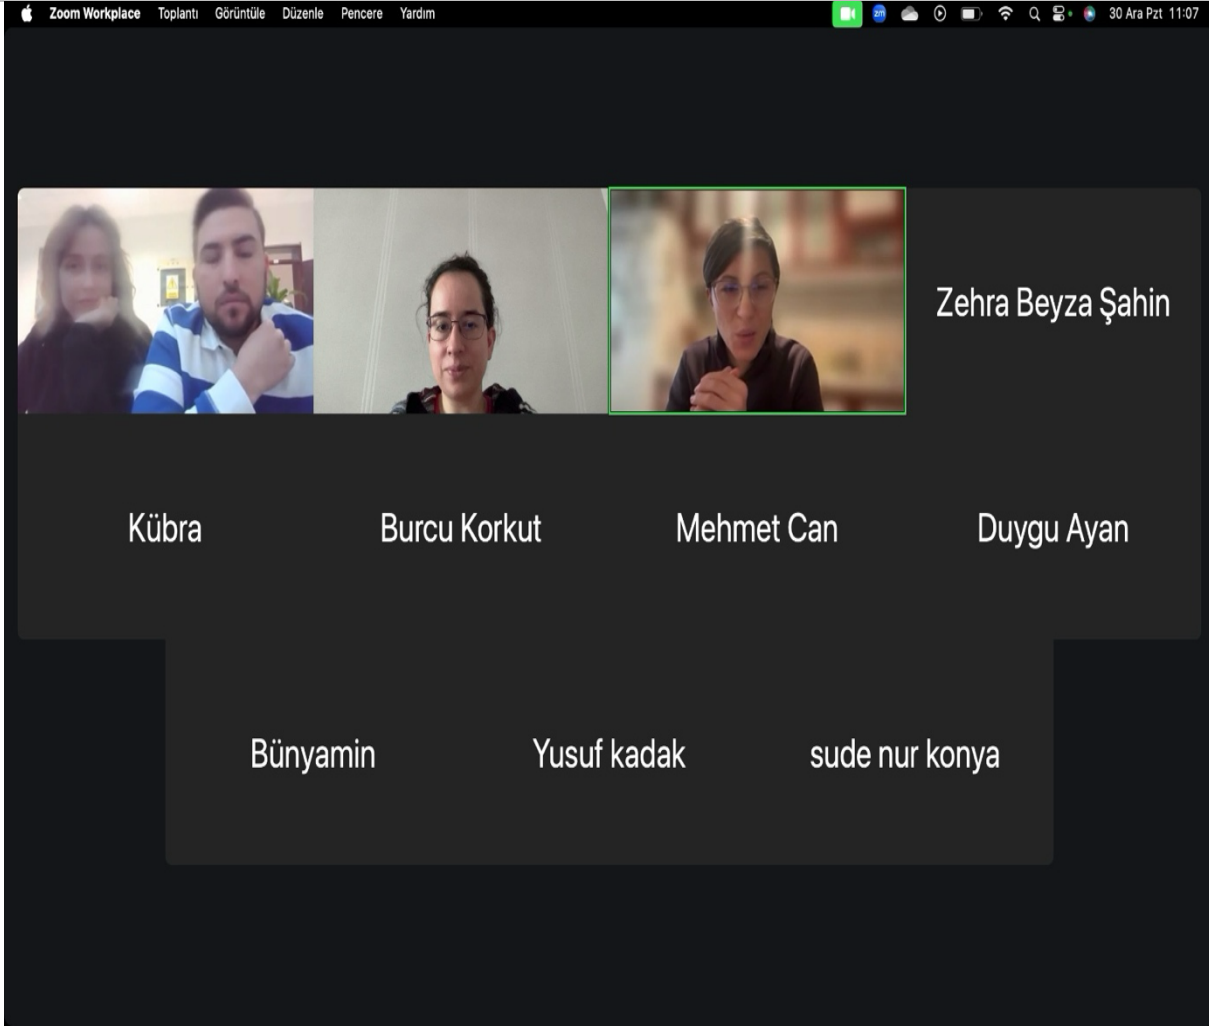 Zoom Workplace Toplantı Görüntüle Düzenle Pencere Yardım zm 30 Ara Pzt 11:07
Zehra Beyza Şahin
Kübra Burcu Korkut Mehmet Can Duygu Ayan
Bünyamin Yusuf kadak sude nur konya